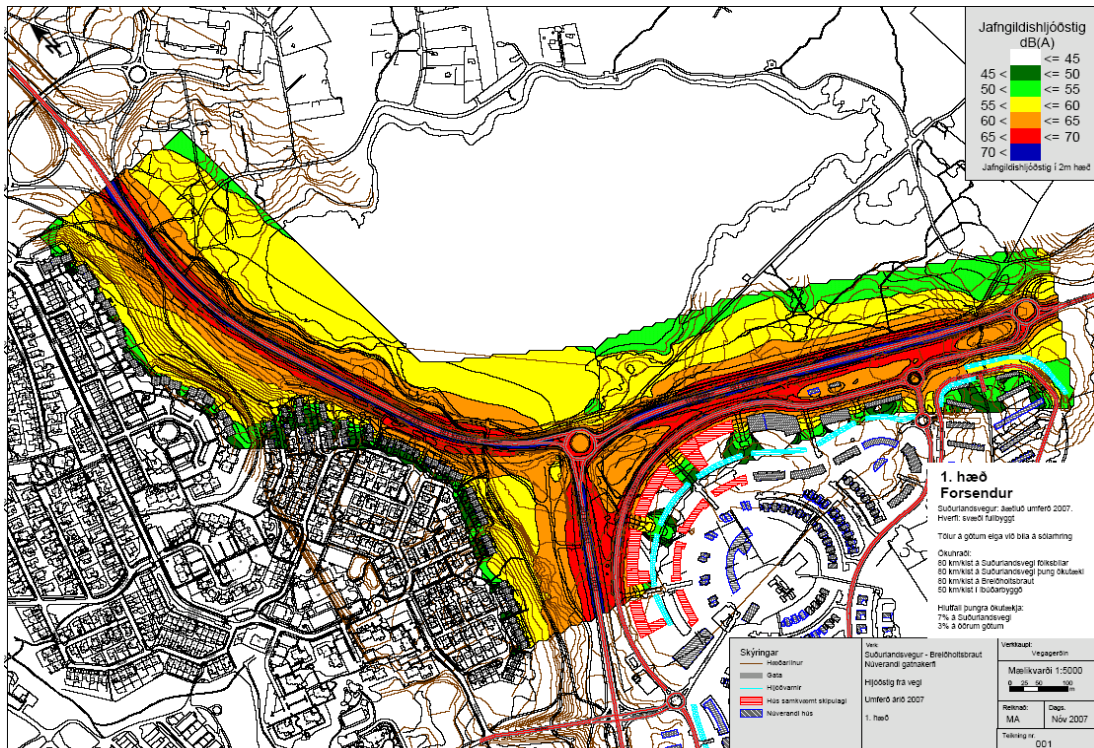 Jafngildishljóðstig
dB(A)
<= 45
45 < <= 50
50 < <= 55
55 < <= 60
60 < <= 65
65 < <= 70
70 <
Jafngildishljóðstig í 2m hæð
1. hæð
Forsendur
Suðurlandsvegur: áætluð umferð 2007.
Hverfi: svæði fullbyggt
Tölur á götum eiga við bíla á sólarhring
Ökuhraði:
80 km/klst á Suðurlandsvegi fólksbílar
80 km/klst á Suðurlandsvegi þung ökutæki
80 km/klst á Breiðholtsbraut
50 km/klst í íbúðarbyggð
Hlutfall þungra ökutækja:
7% á Suðurlandsvegi
3% á öðrum götum
Skýringar
Hæðarlínur
Gata
Hljóðvarnir
Hús samkvæmt skipulagi
Núverandi hús
Verk:
Suðurlandsvegur - Breiðholtsbraut
Núverandi gatnakerfi
Hljóðstig frá vegi
Umferð árið 2007
1. hæð
Verkkaupi:
Vegagerðin
Mælikvarði 1:5000
0 25 50 100
m
Reiknað:
MA
Dags.
Nóv 2007
Teikning nr.
001